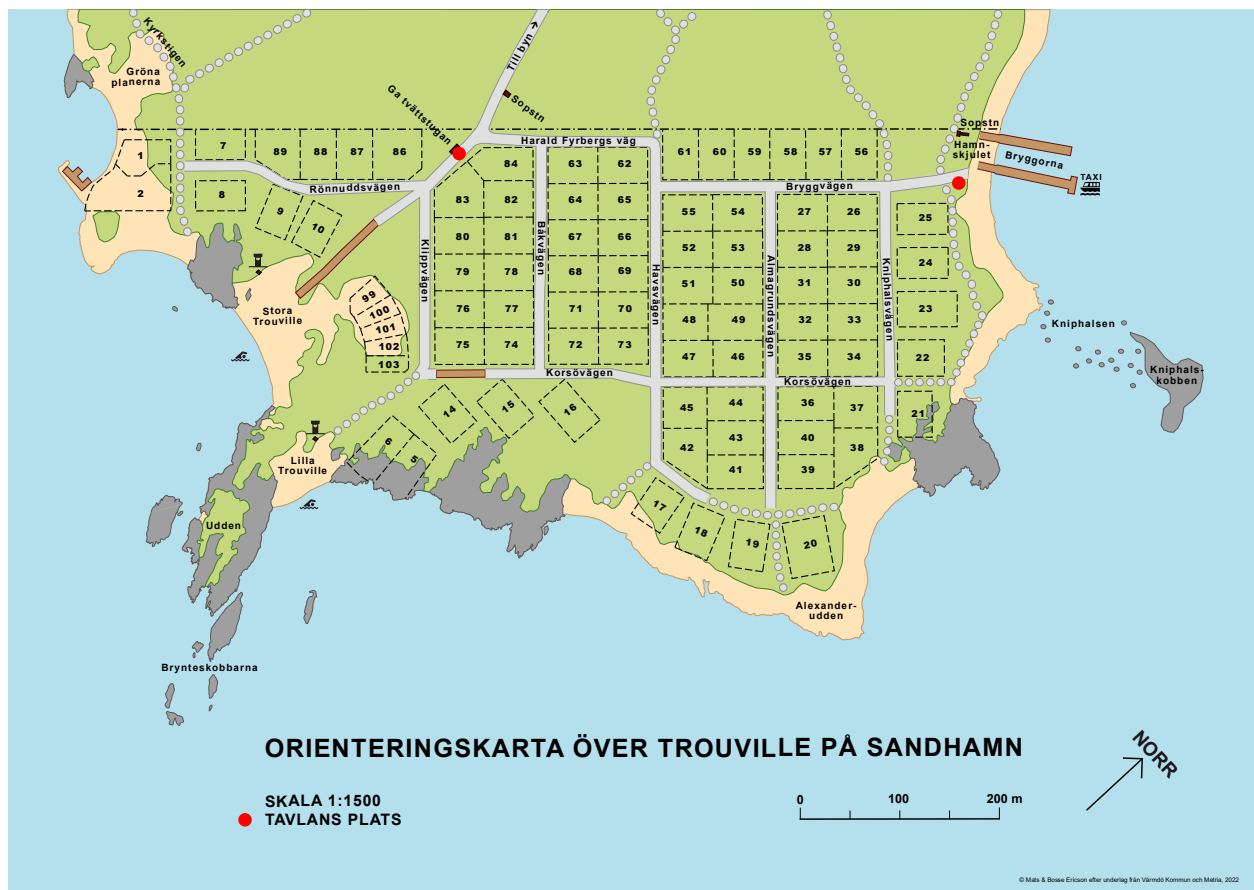 Kyrkstigen
Gröna
planerna
Till byn
Ga tvättstugan
Sopstn
Sopstn
Hamn-
skjulet
Bryggorna
TAXI
Harald Fyrbergs väg
1
2
7
89
88
87
86
84
63
62
61
60
59
58
57
56
Rönnuddsvägen
Bryggvägen
8
9
10
83
82
64
65
55
54
27
26
25
80
81
67
66
52
53
28
29
24
79
78
68
69
51
50
31
30
23
76
77
71
70
48
49
32
33
75
74
72
73
47
46
35
34
22
Klippvägen
Båkvägen
Havsvägen
Almagrundsvägen
Kniphalsvägen
Stora
Trouville
99
100
101
102
103
Kniphalsen
Kniphals-
kobben
Korsövägen
Korsövägen
14
15
16
45
44
36
37
21
6
5
42
43
40
38
41
39
Lilla
Trouville
Udden
17
18
19
20
Alexander-
udden
Brynteskobbarna
ORIENTERINGSKARTA ÖVER TROUVILLE PÅ SANDHAMN
NORR
SKALA 1:1500
TAVLANS PLATS
0 100 200 m
© Mats & Bosse Ericson efter underlag från Värmdö Kommun och Metria, 2022